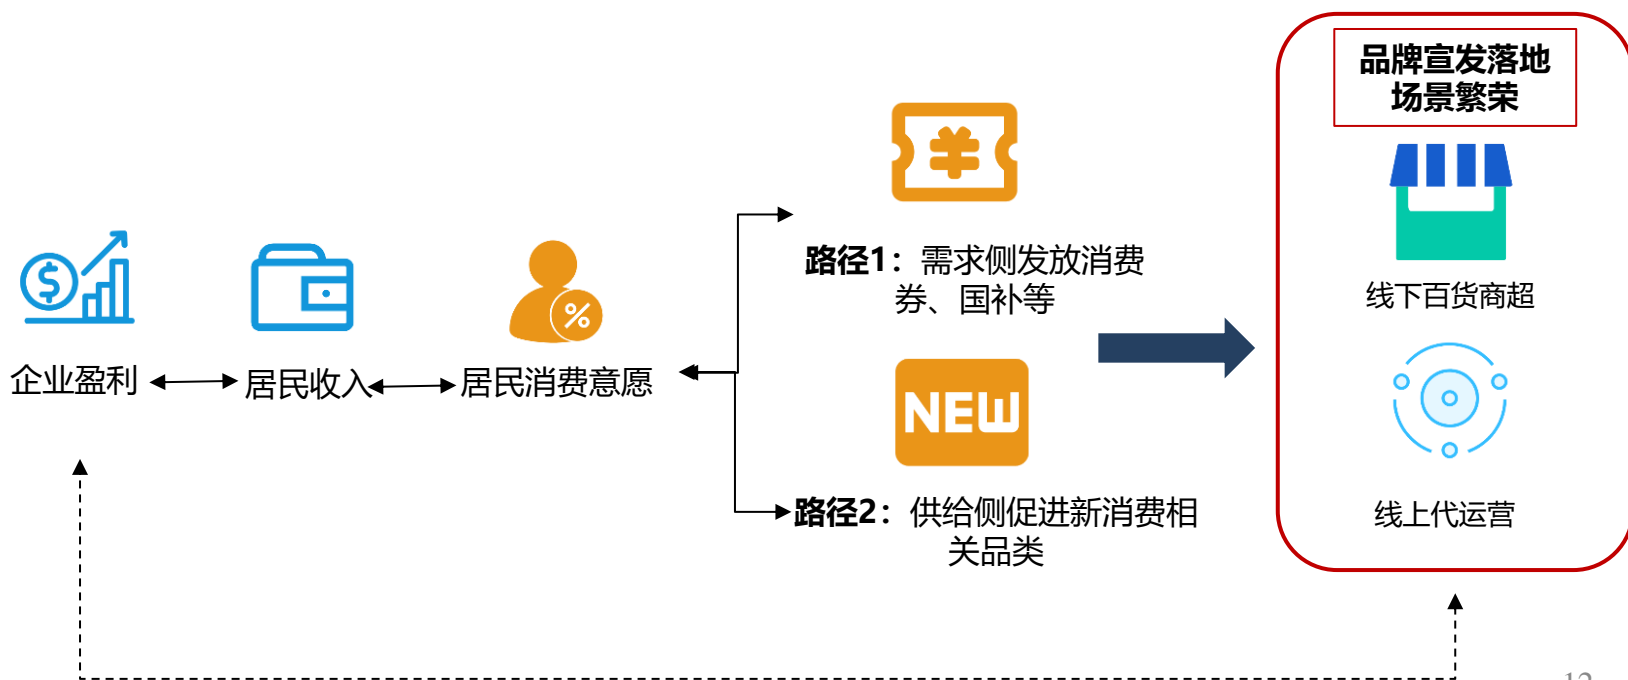 品牌宣发落地
场景繁荣
¥
路径1：需求侧发放消费
券、国补等
线下百货商超
$
%
企业盈利
居民收入
居民消费意愿
NEW
路径2：供给侧促进新消费相
关品类
线上代运营